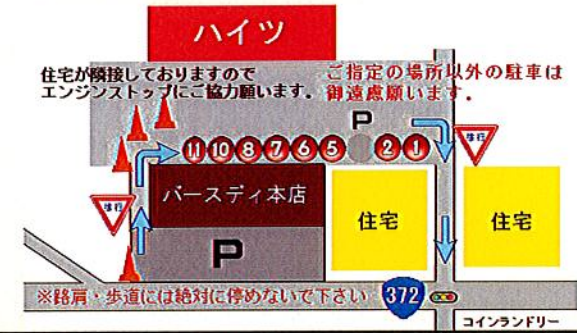 ハイツ
住宅が隣接しておりますので
エンジンストップにご協力願います.
ご指定の場所以外の駐車は
御遠慮願います.
P
11 10 8 7 6 5 2 1
徐行
徐行
バースディ本店
住宅
住宅
P
※路肩・歩道には絶対に停めないで下さい
372
コインランドリー